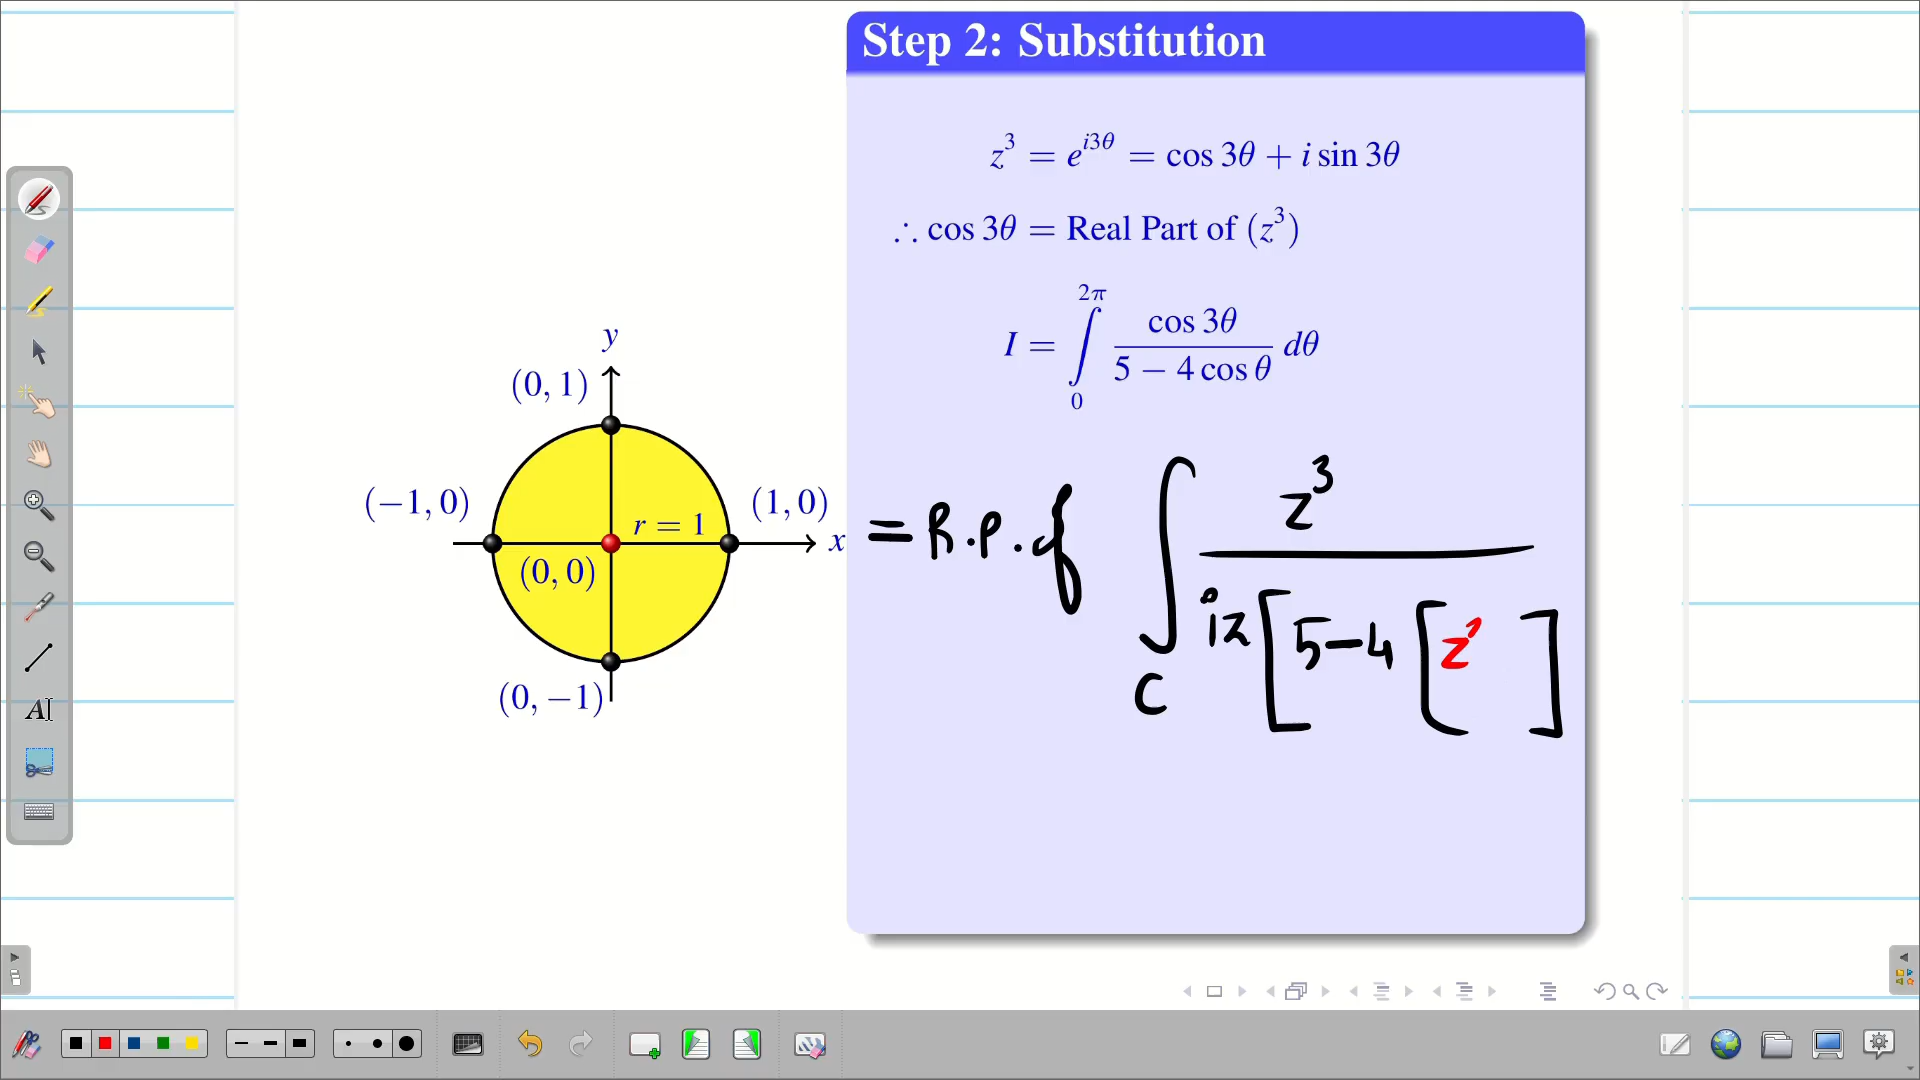 Step 2: Substitution
z³ = e^{i3θ} = cos 3θ + i sin 3θ
∴ cos 3θ = Real Part of (z³)
I = ∫₀^{2π} cos 3θ / (5 − 4 cos θ) dθ
= R.P. of ∫_C z³ / iz[5−4[z²
]
y
(0, 1)
(−1, 0)
r = 1
(1, 0)
x
(0, 0)
(0, −1)